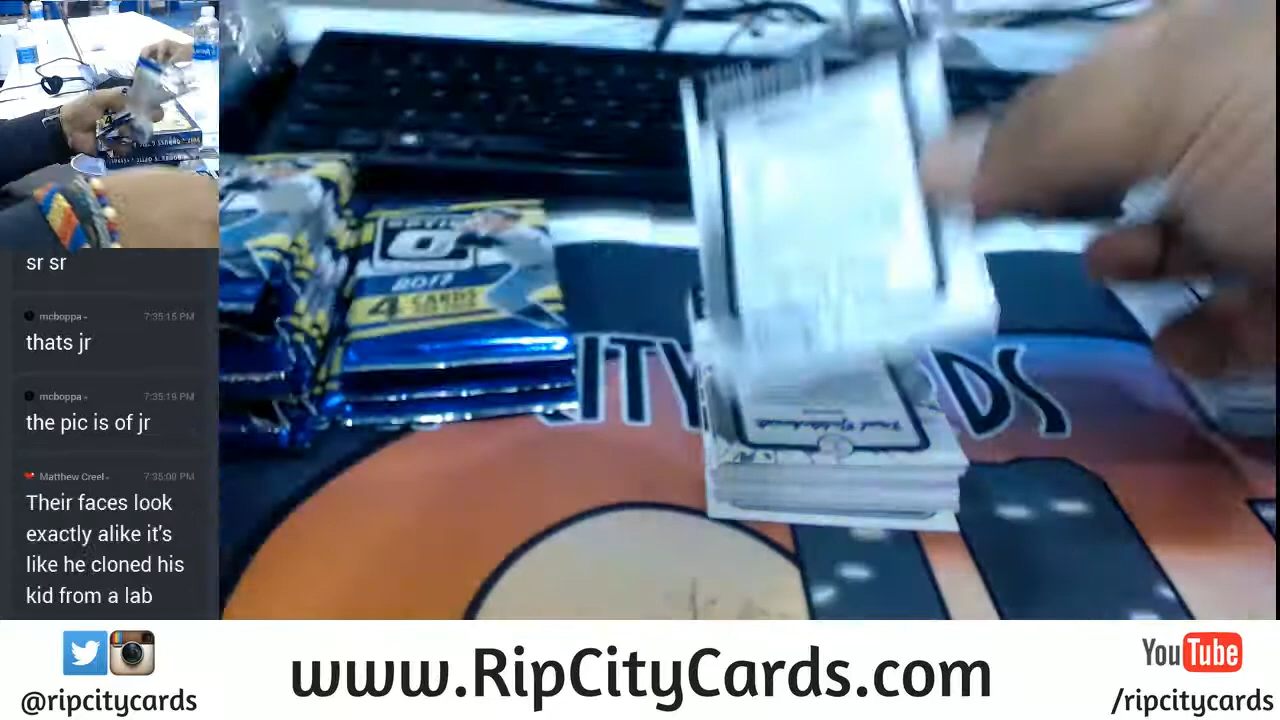 sr sr
mcboppa 7:35:15 PM
thats jr
mcboppa 7:35:19 PM
the pic is of jr
Matthew Creel 7:35:00 PM
Their faces look
exactly alike it's
like he cloned his
kid from a lab
2017
4 CARDS
ITY
DS
@ripcitycards
www.RipCityCards.com
YouTube
/ripcitycards